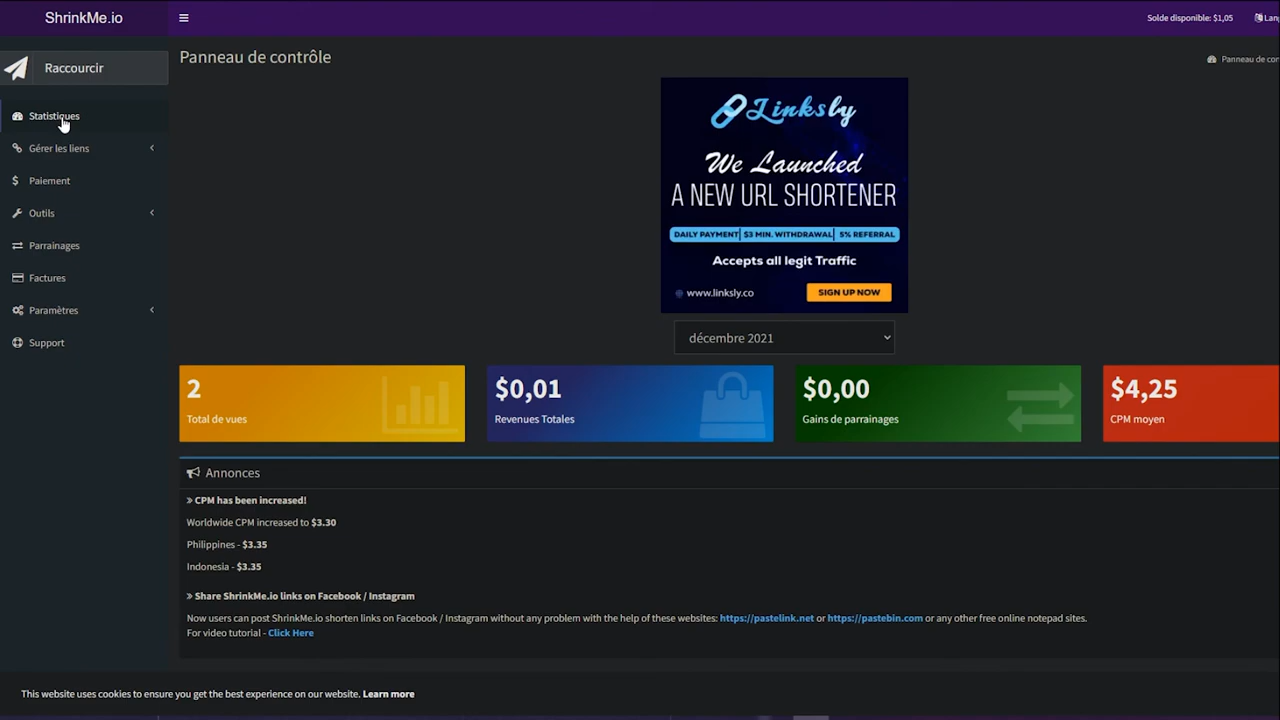 ShrinkMe.io
Solde disponible: $1,05
Raccourcir
Panneau de contrôle
Statistiques
Gérer les liens
Paiement
Outils
Parrainages
Factures
Paramètres
Support
Linksly
We Launched
A NEW URL SHORTENER
DAILY PAYMENT| $3 MIN. WITHDRAWAL| 5% REFERRAL
Accepts all legit Traffic
www.linksly.co SIGN UP NOW
décembre 2021
2
Total de vues
$0,01
Revenues Totales
$0,00
Gains de parrainages
$4,25
CPM moyen
Annonces
» CPM has been increased!
Worldwide CPM increased to $3.30
Philippines - $3.35
Indonesia - $3.35
» Share ShrinkMe.io links on Facebook / Instagram
Now users can post ShrinkMe.io shorten links on Facebook / Instagram without any problem with the help of these websites: https://pastelink.net or https://pastebin.com or any other free online notepad sites.
For video tutorial - Click Here
This website uses cookies to ensure you get the best experience on our website. Learn more